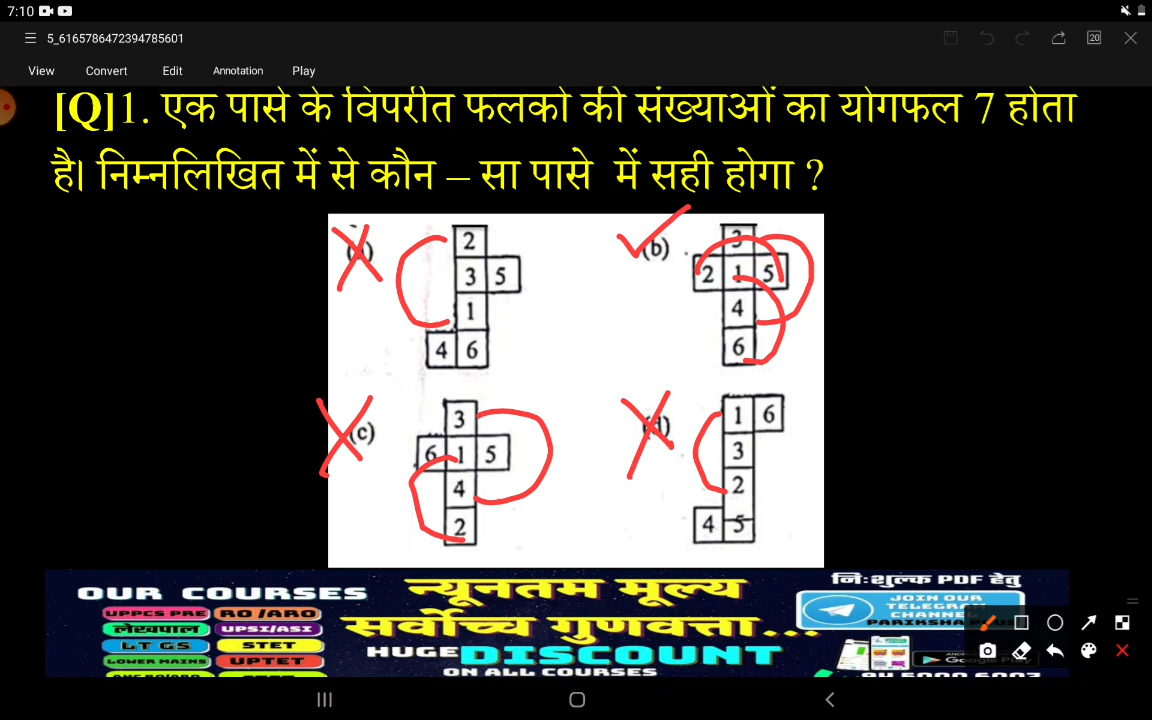 7:10
5_6165786472394785601
20
View Convert Edit Annotation Play
[Q]1. एक पासे के विपरीत फलको की संख्याओं का योगफल 7 होता
है। निम्नलिखित में से कौन – सा पासे में सही होगा ?
2
3 5
1
4 6
(b)
3
2 1 5
4
6
(c)
3
6 1 5
4
2
(d)
1 6
3
2
4 5
OUR COURSES
UPPCS PRE RO/ARO
लेखपाल UPSI/ASI
LT GS STET
LOWER MAINS UPTET
न्यूनतम मूल्य
सर्वोच्च गुणवत्ता...
HUGE DISCOUNT
ON ALL COURSES
नि:शुल्क PDF हेतु
JOIN OUR
TELEGRAM
CHANNEL